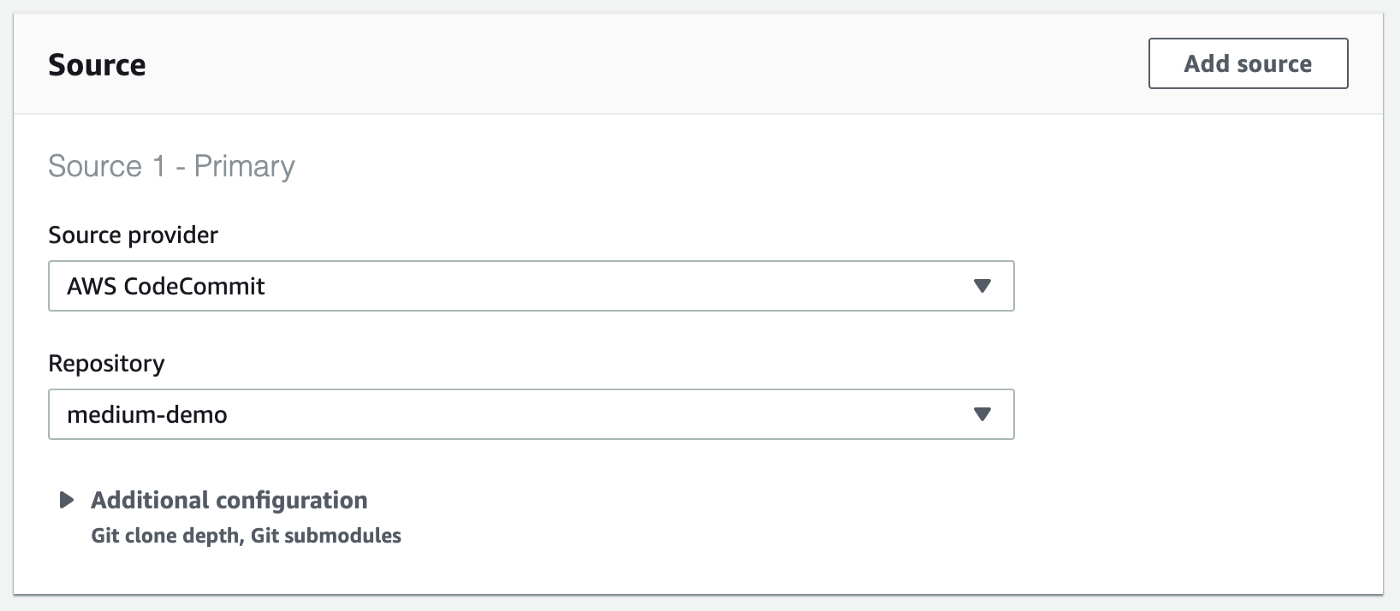 Source
Add source
Source 1 - Primary
Source provider
AWS CodeCommit
Repository
medium-demo
Additional configuration
Git clone depth, Git submodules